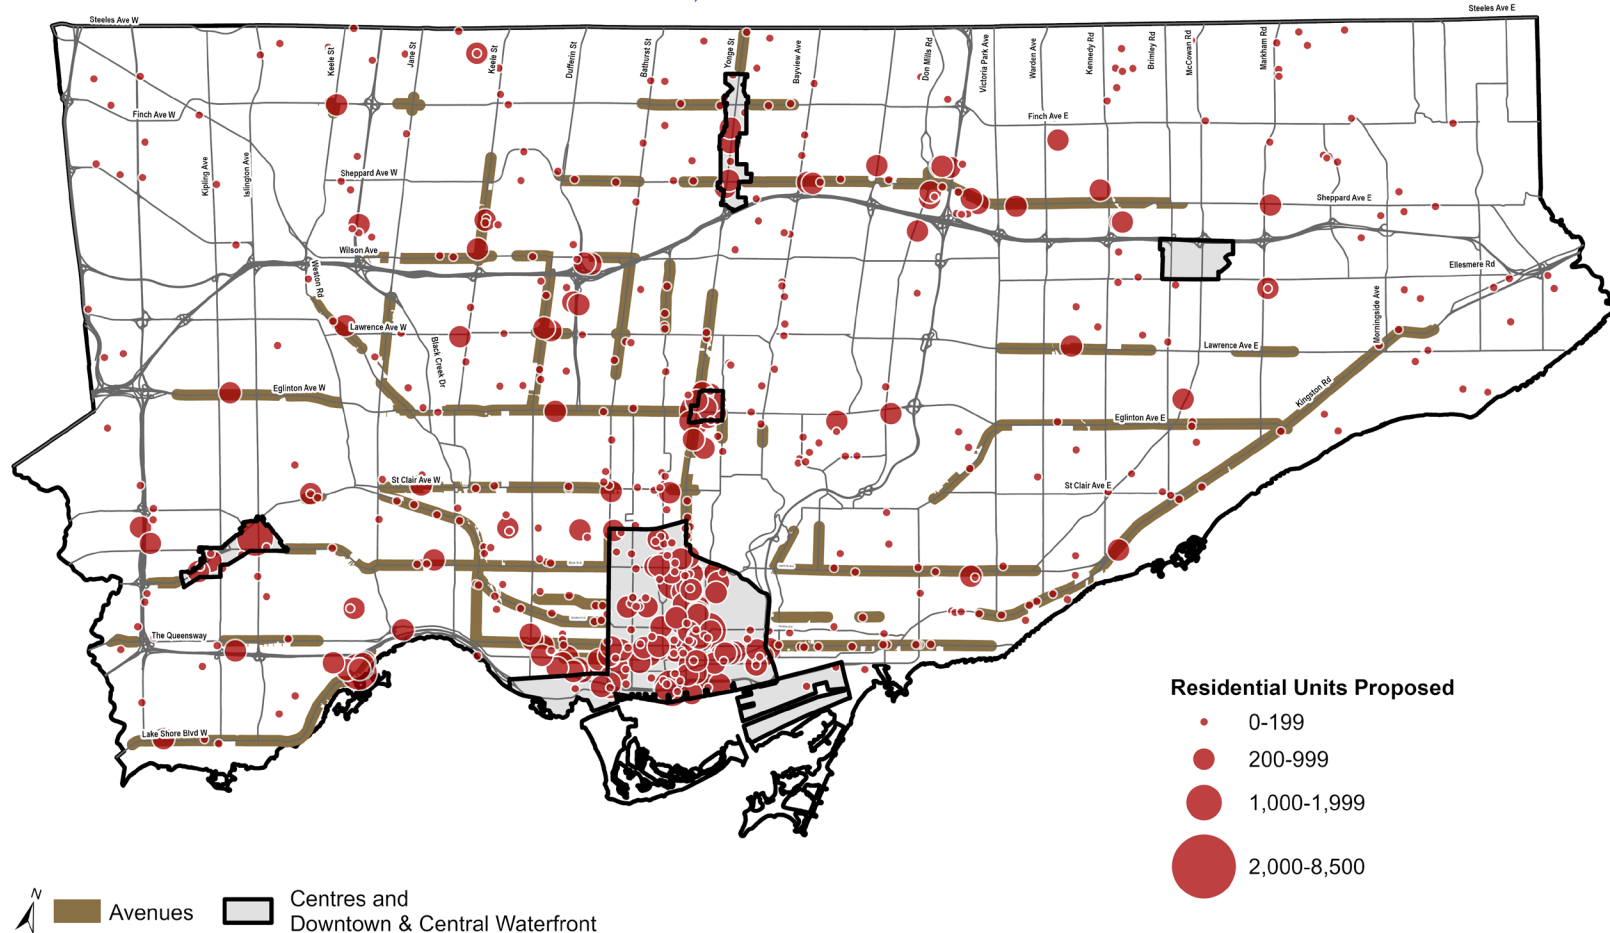 Steeles Ave W
Steeles Ave E
Keele St
Jane St
Keele St
Dufferin St
Bathurst St
Yonge St
Bayview Ave
Don Mills Rd
Victoria Park Ave
Warden Ave
Kennedy Rd
Brimley Rd
McCowan Rd
Markham Rd
Finch Ave W
Finch Ave E
Kipling Ave
Islington Ave
Sheppard Ave W
Sheppard Ave E
Wilson Ave
Weston Rd
Ellesmere Rd
Morningside Ave
Lawrence Ave W
Black Creek Dr
Lawrence Ave E
Eglinton Ave W
Kingston Rd
Eglinton Ave E
St Clair Ave W
St Clair Ave E
The Queensway
Lake Shore Blvd W
Residential Units Proposed
0-199
200-999
1,000-1,999
2,000-8,500
N
Avenues
Centres and
Downtown & Central Waterfront